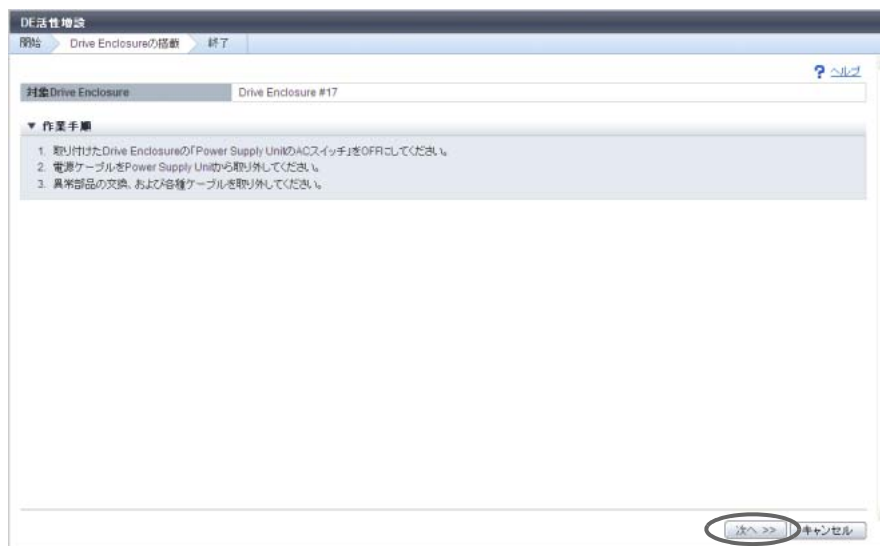 DE活性増設
開始 Drive Enclosureの搭載 終了
? ヘルプ
対象Drive Enclosure Drive Enclosure #17
▼ 作業手順
1. 取り付けたDrive Enclosureの「Power Supply UnitのACスイッチ」をOFFにしてください。
2. 電源ケーブルをPower Supply Unitから取り外してください。
3. 異常部品の交換、および各種ケーブルを取り外してください。
次へ >> キャンセル